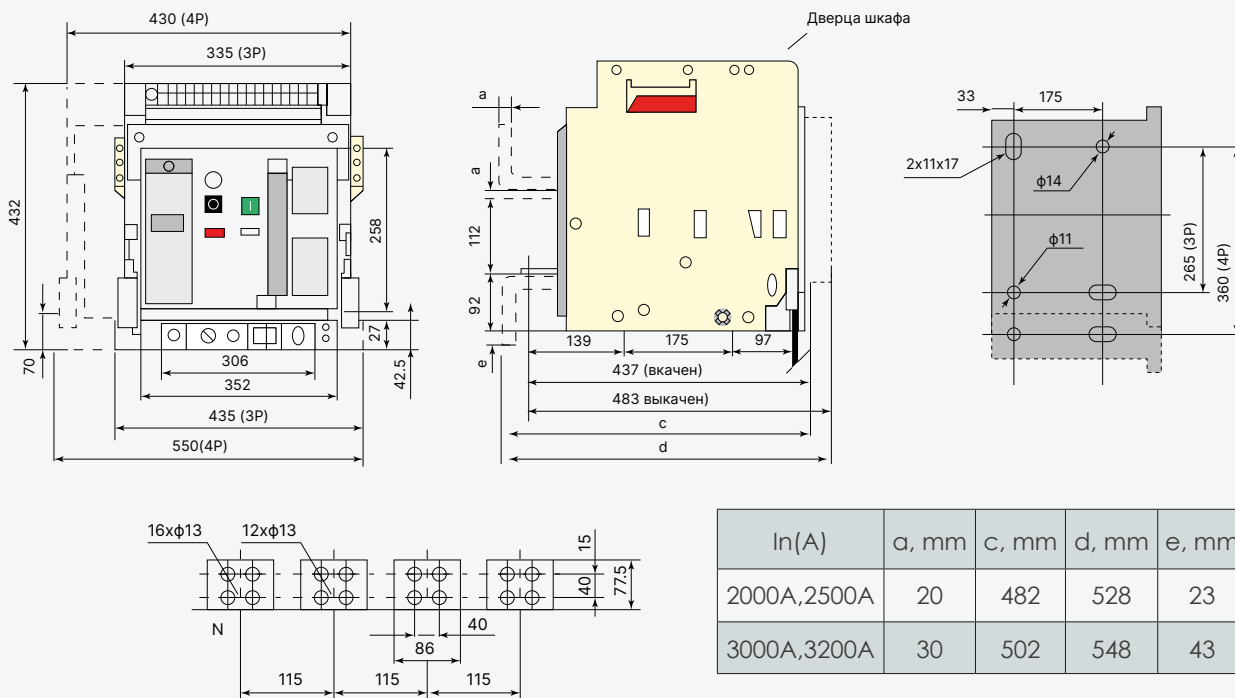 430 (4P)
335 (3P)
432
258
27
42.5
70
306
352
435 (3P)
550(4P)
Дверца шкафа
a
a
112
92
e
139
175
97
437 (вкачен)
483 выкачен)
c
d
33
175
2x11x17
ϕ14
ϕ11
265 (3P)
360 (4P)
16xϕ13
12xϕ13
15
40
77.5
N
40
86
115
115
115
In(A) a, mm c, mm d, mm e, mm
2000A,2500A 20 482 528 23
3000A,3200A 30 502 548 43